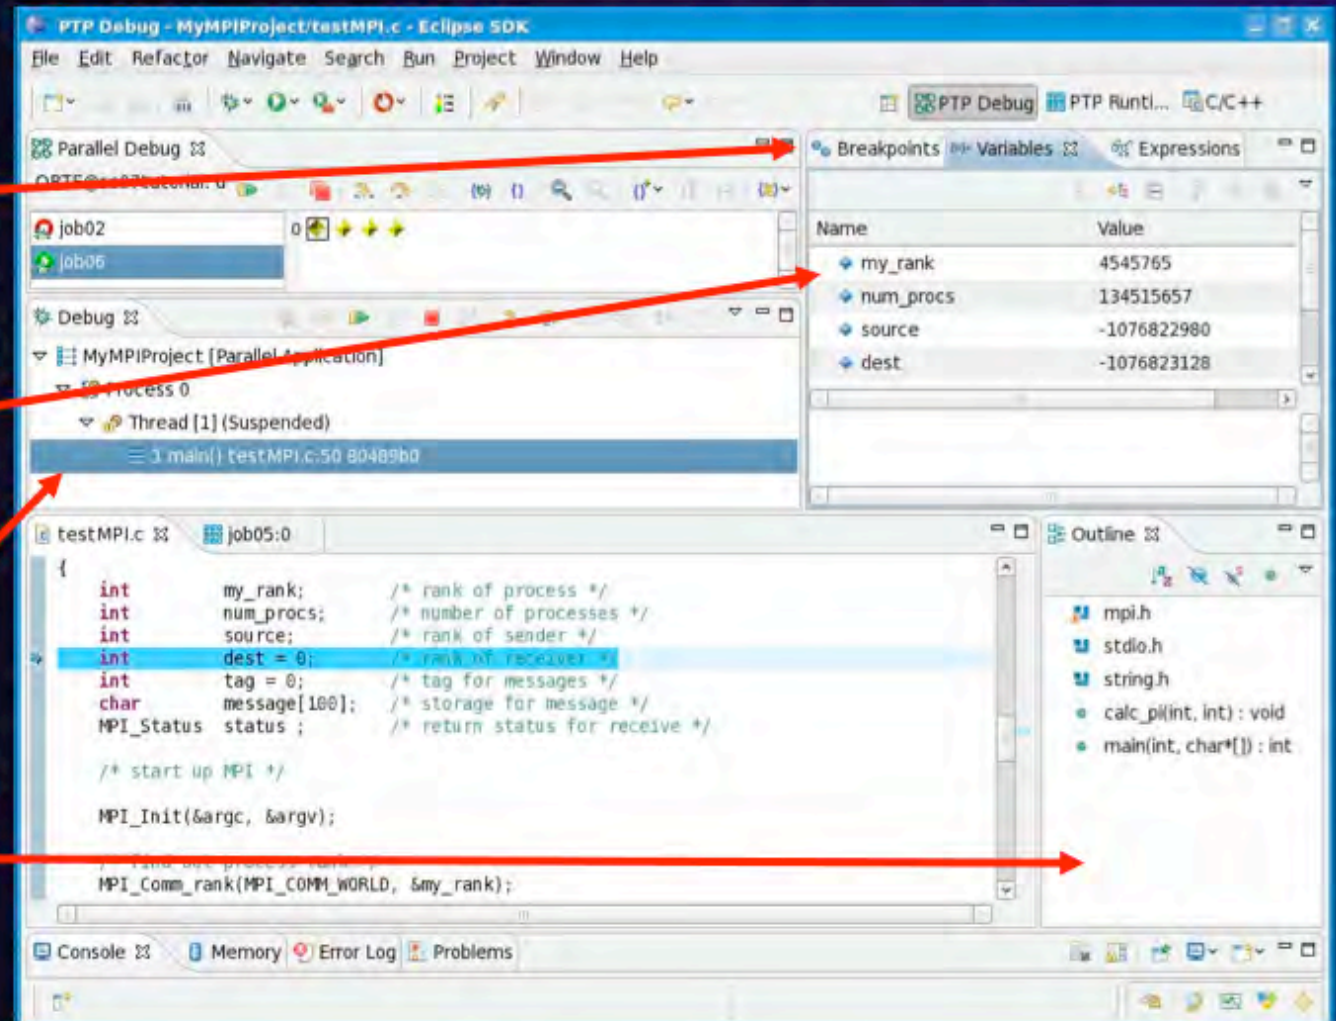 PTP Debug - MyMPIProject/testMPI.c - Eclipse SDK
File Edit Refactor Navigate Search Run Project Window Help
PTP Debug PTP Runti... C/C++
Parallel Debug
Breakpoints Variables Expressions
job02
0
job06
Name Value
my_rank 4545765
num_procs 134515657
source -1076822980
dest -1076823128
Debug
MyMPIProject [Parallel Application]
Process 0
Thread [1] (Suspended)
3 main() testMPI.c:50 80489b0
testMPI.c job05:0
{
int my_rank; /* rank of process */
int num_procs; /* number of processes */
int source; /* rank of sender */
int dest = 0; /* rank of receiver */
int tag = 0; /* tag for messages */
char message[100]; /* storage for message */
MPI_Status status ; /* return status for receive */
/* start up MPI */
MPI_Init(&argc, &argv);
MPI_Comm_rank(MPI_COMM_WORLD, &my_rank);
Outline
mpi.h
stdio.h
string.h
calc_pi(int, int) : void
main(int, char*[]) : int
Console Memory Error Log Problems